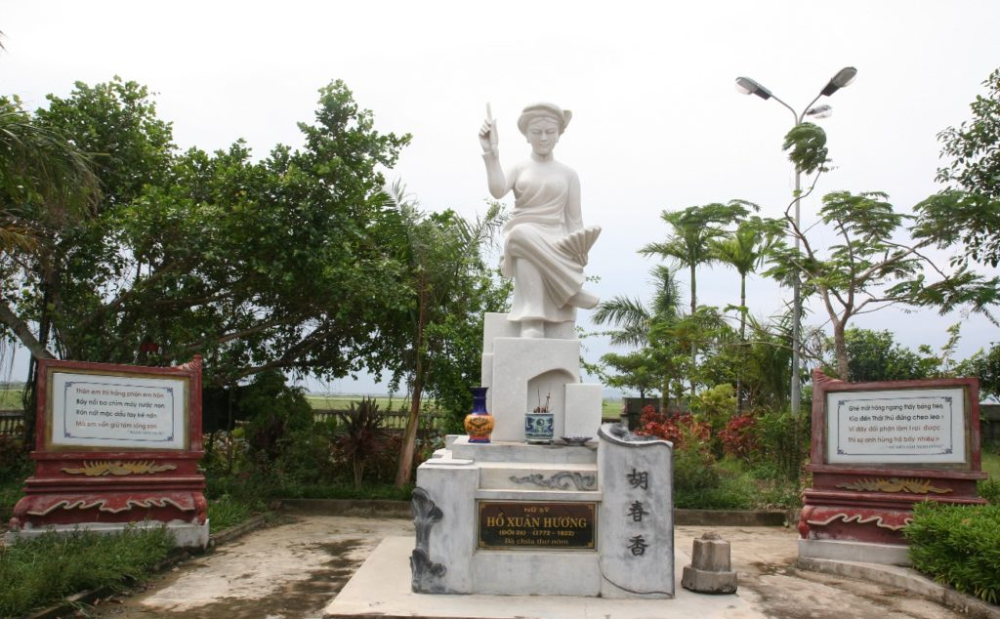 Thân em thì trắng phận em tròn,
Bảy nổi ba chìm mấy nước non,
Rắn nát mặc dầu tay kẻ nặn,
Mà em vẫn giữ tấm lòng son.
NỮ SỸ
HỒ XUÂN HƯƠNG
(ĐỜI 26) - (1772 - 1822)
Bà chúa thơ nôm
胡
春
香
Ghé mắt trông ngang thấy bảng treo,
Kìa đền Thái thú đứng cheo leo!
Ví đây đổi phận làm trai được
Thì sự anh hùng há bấy nhiêu?